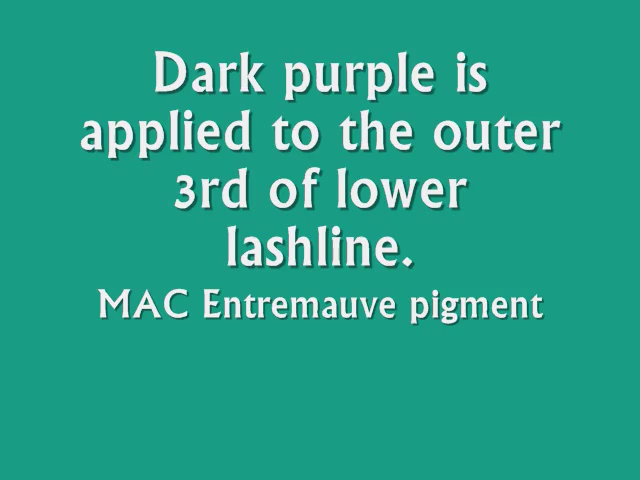 Dark purple is
applied to the outer
3rd of lower
lashline.
MAC Entremauve pigment